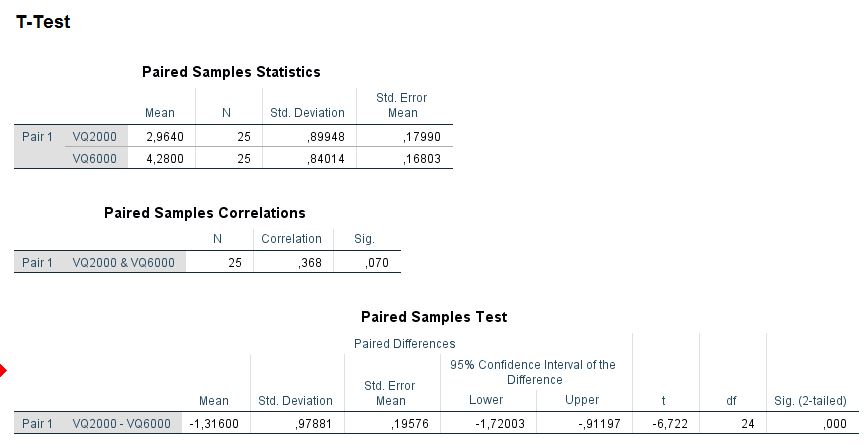 T-Test
Paired Samples Statistics
Mean N Std. Deviation Std. Error Mean
Pair 1 VQ2000 2,9640 25 ,89948 ,17990
VQ6000 4,2800 25 ,84014 ,16803
Paired Samples Correlations
N Correlation Sig.
Pair 1 VQ2000 & VQ6000 25 ,368 ,070
Paired Samples Test
Paired Differences
95% Confidence Interval of the Difference
Mean Std. Deviation Std. Error Mean Lower Upper t df Sig. (2-tailed)
Pair 1 VQ2000 - VQ6000 -1,31600 ,97881 ,19576 -1,72003 -,91197 -6,722 24 ,000